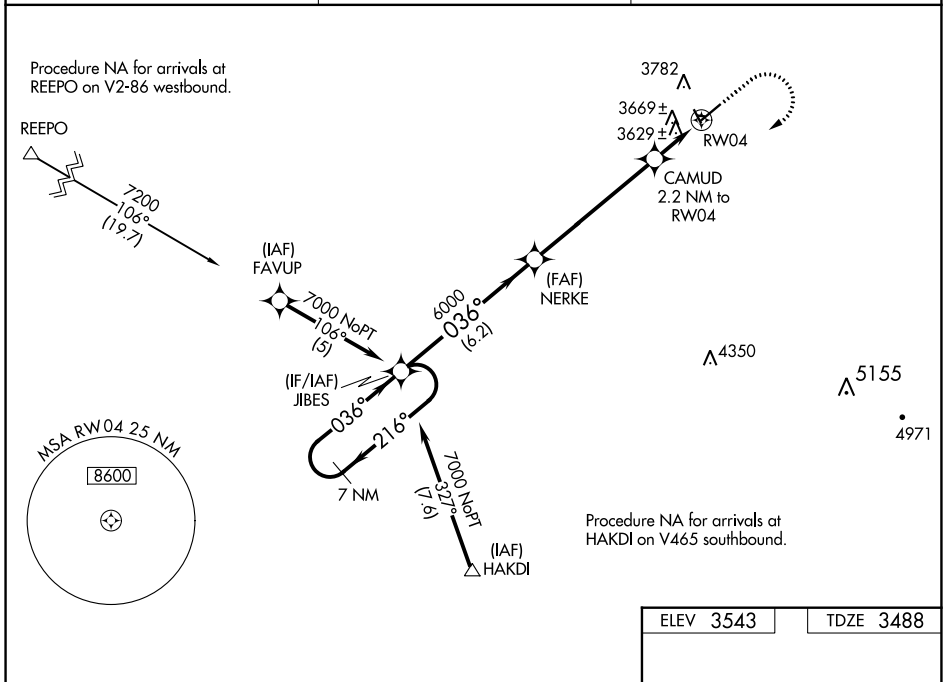 Procedure NA for arrivals at
REEPO on V2-86 westbound.
REEPO
7200
106°
(19.7)
(IAF)
FAVUP
7000 NoPT
106°
(5)
(IF/IAF)
JIBES
6000
036°
(6.2)
(FAF)
NERKE
3782
3669±
3629±
RW04
CAMUD
2.2 NM to
RW04
036°
216°
7 NM
7000 NoPT
327°
(7.6)
(IAF)
HAKDI
4350
5155
4971
MSA RW04 25 NM
8600
Procedure NA for arrivals at
HAKDI on V465 southbound.
ELEV 3543
TDZE 3488